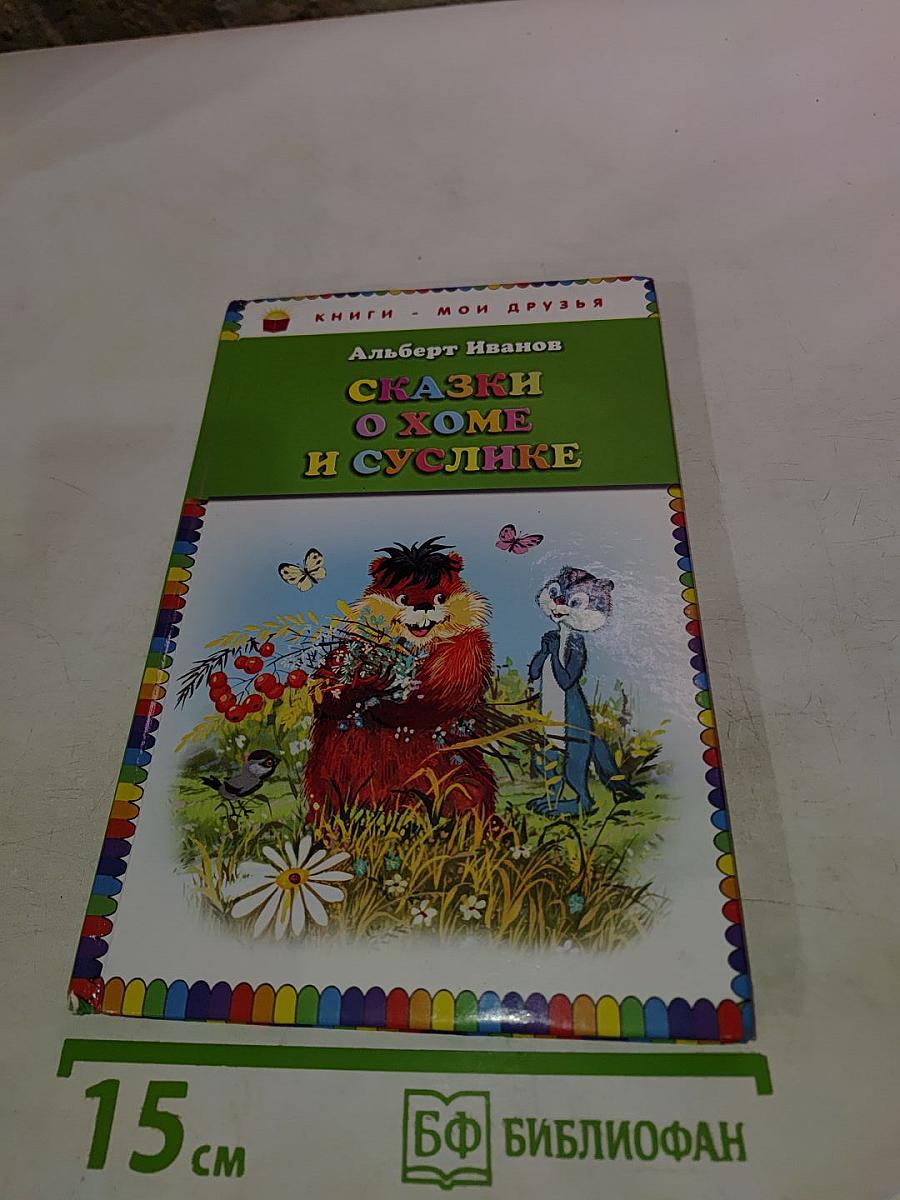 КНИГИ - МОИ ДРУЗЬЯ
Альберт Иванов
СКАЗКИ
О ХОМЕ
И СУСЛИКЕ
15 см
БФ БИБЛИОФАН